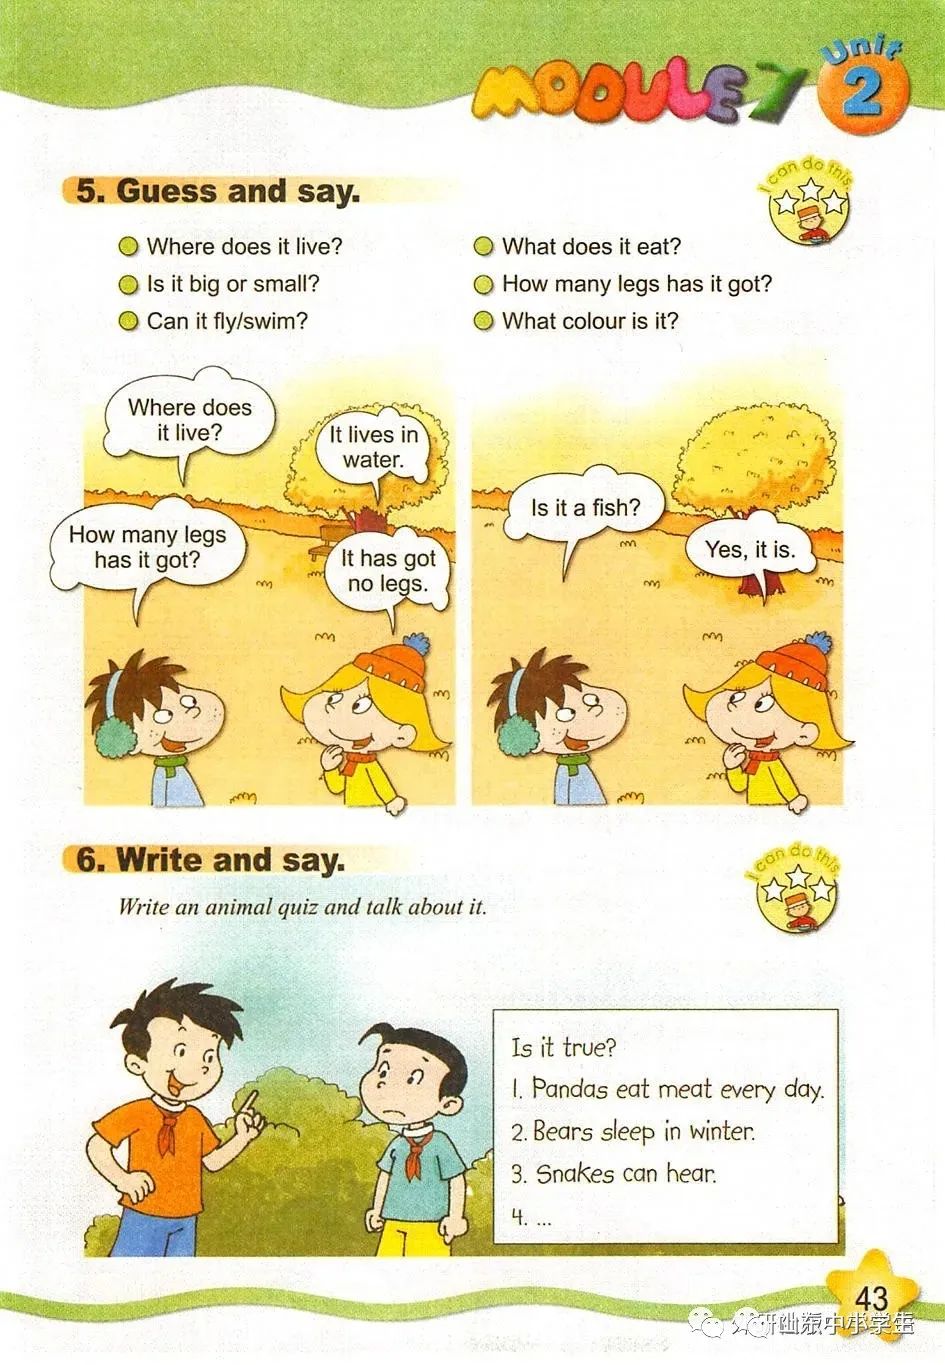 MODULE 7
Unit
2
5. Guess and say.
I can do this.
Where does it live?
Is it big or small?
Can it fly/swim?
What does it eat?
How many legs has it got?
What colour is it?
Where does
it live?
It lives in
water.
How many legs
has it got?
It has got
no legs.
Is it a fish?
Yes, it is.
6. Write and say.
I can do this.
Write an animal quiz and talk about it.
Is it true?
1. Pandas eat meat every day.
2. Bears sleep in winter.
3. Snakes can hear.
4. ...
43
中小学生